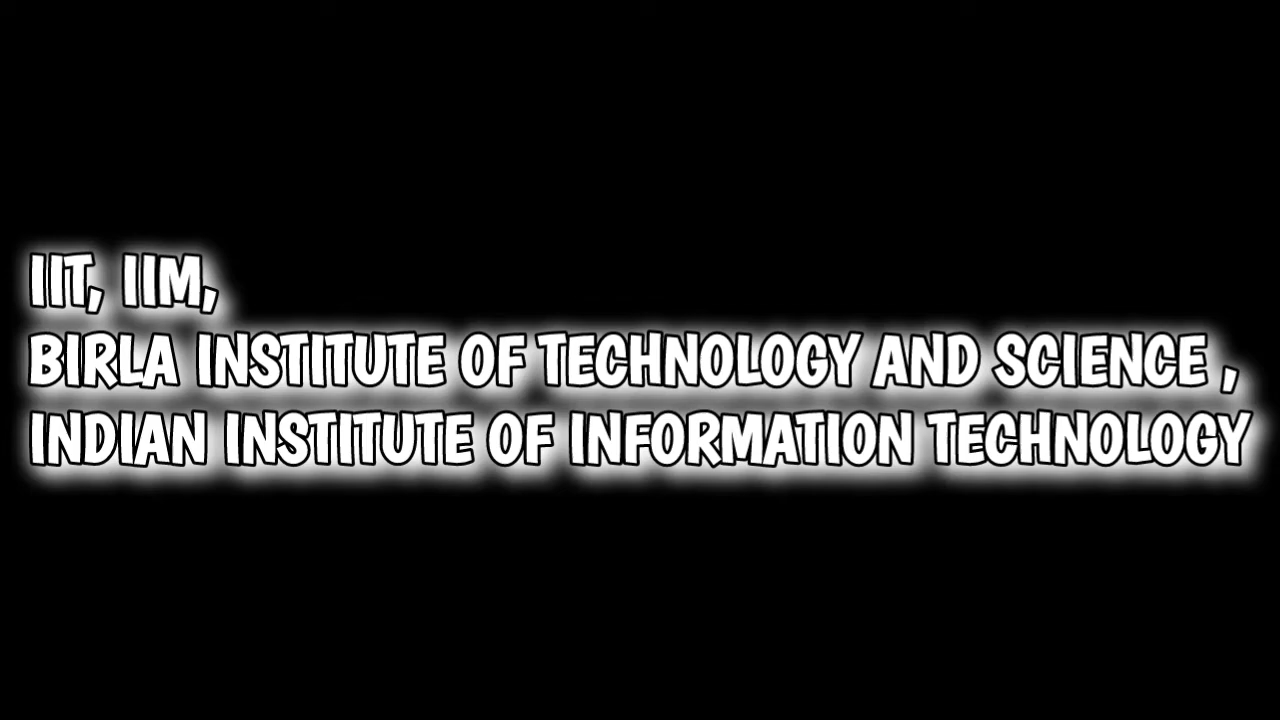 IIT, IIM,
BIRLA INSTITUTE OF TECHNOLOGY AND SCIENCE ,
INDIAN INSTITUTE OF INFORMATION TECHNOLOGY